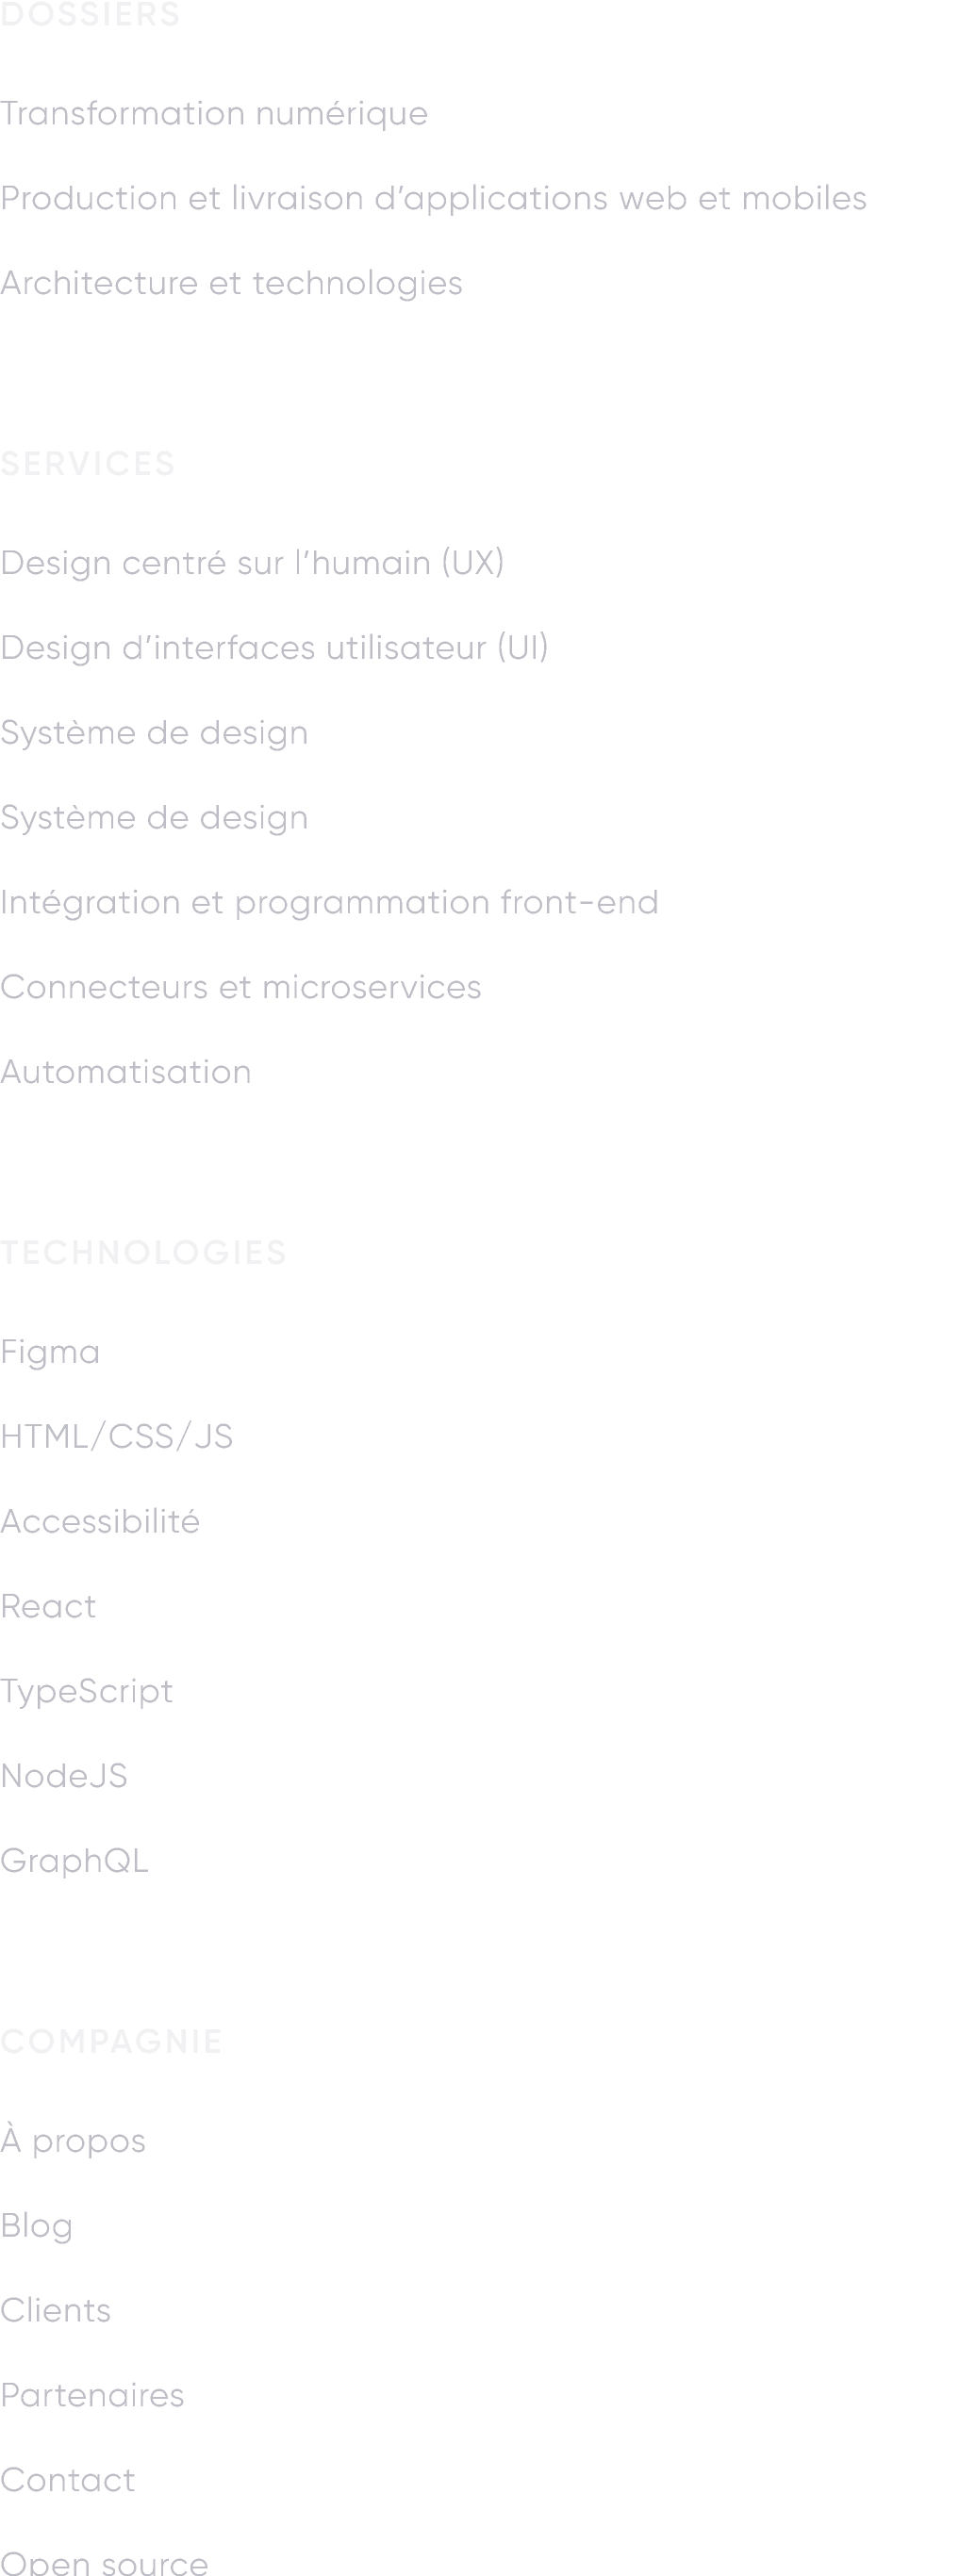 DOSSIERS
Transformation numérique
Production et livraison d’applications web et mobiles
Architecture et technologies
SERVICES
Design centré sur l’humain (UX)
Design d’interfaces utilisateur (UI)
Système de design
Système de design
Intégration et programmation front-end
Connecteurs et microservices
Automatisation
TECHNOLOGIES
Figma
HTML/CSS/JS
Accessibilité
React
TypeScript
NodeJS
GraphQL
COMPAGNIE
À propos
Blog
Clients
Partenaires
Contact
Open source